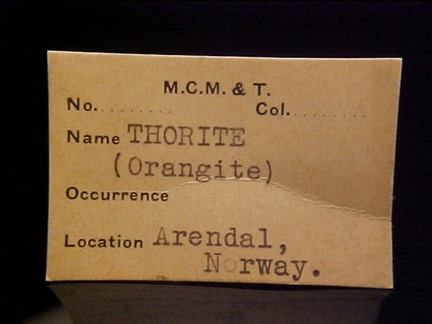 M.C.M. & T.
No.......... Col..........
Name THORITE
(Orangite)
Occurrence
Location Arendal,
Norway.